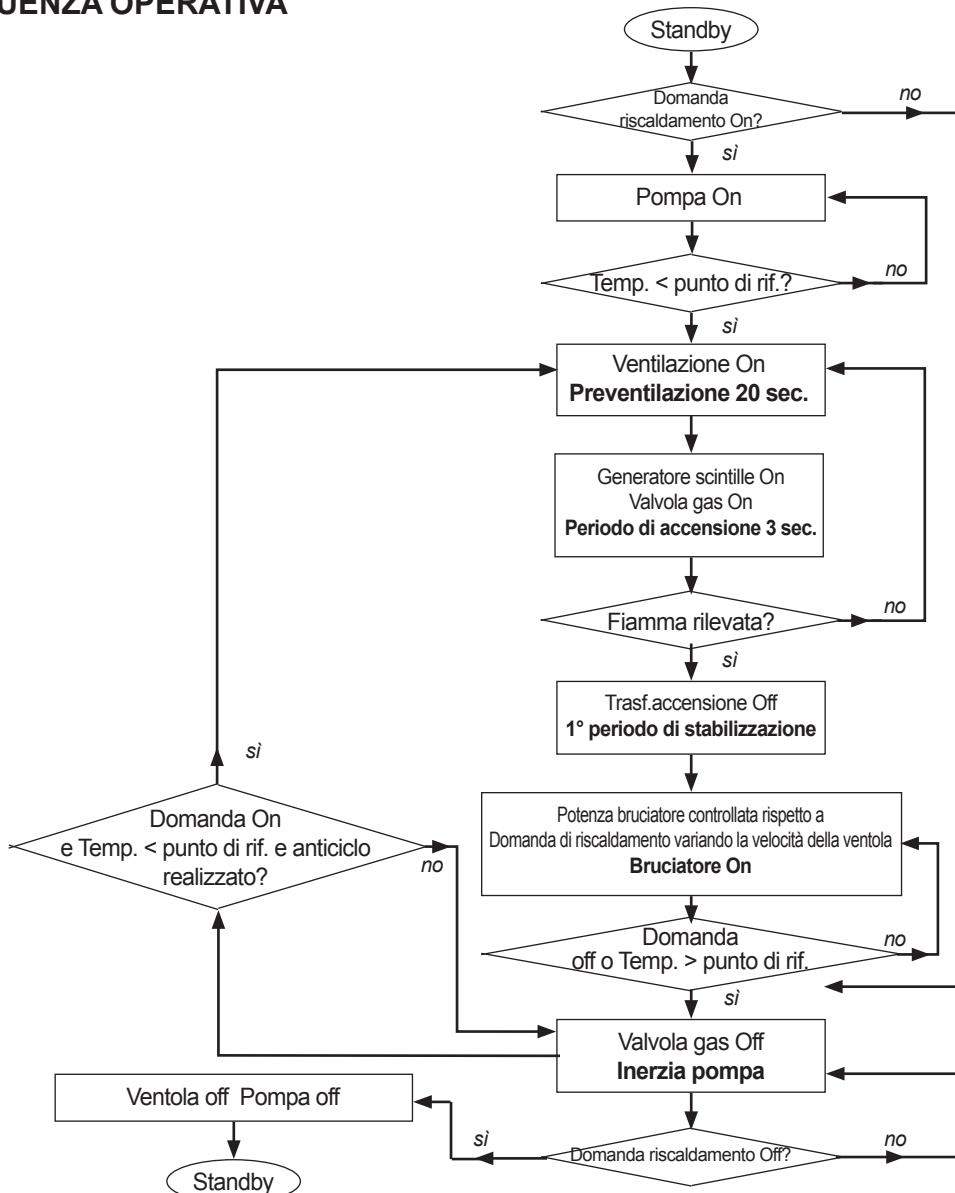 UENZA OPERATIVA
Standby
Domanda
riscaldamento On?
no
sì
Pompa On
Temp. < punto di rif.?
no
sì
Ventilazione On
Preventilazione 20 sec.
Generatore scintille On
Valvola gas On
Periodo di accensione 3 sec.
Fiamma rilevata?
no
sì
Trasf.accensione Off
1° periodo di stabilizzazione
sì
Domanda On
e Temp. < punto di rif. e anticiclo
realizzato?
no
Potenza bruciatore controllata rispetto a
Domanda di riscaldamento variando la velocità della ventola
Bruciatore On
Domanda
off o Temp. > punto di rif.
no
sì
Valvola gas Off
Inerzia pompa
Domanda riscaldamento Off?
sì
no
Ventola off Pompa off
Standby